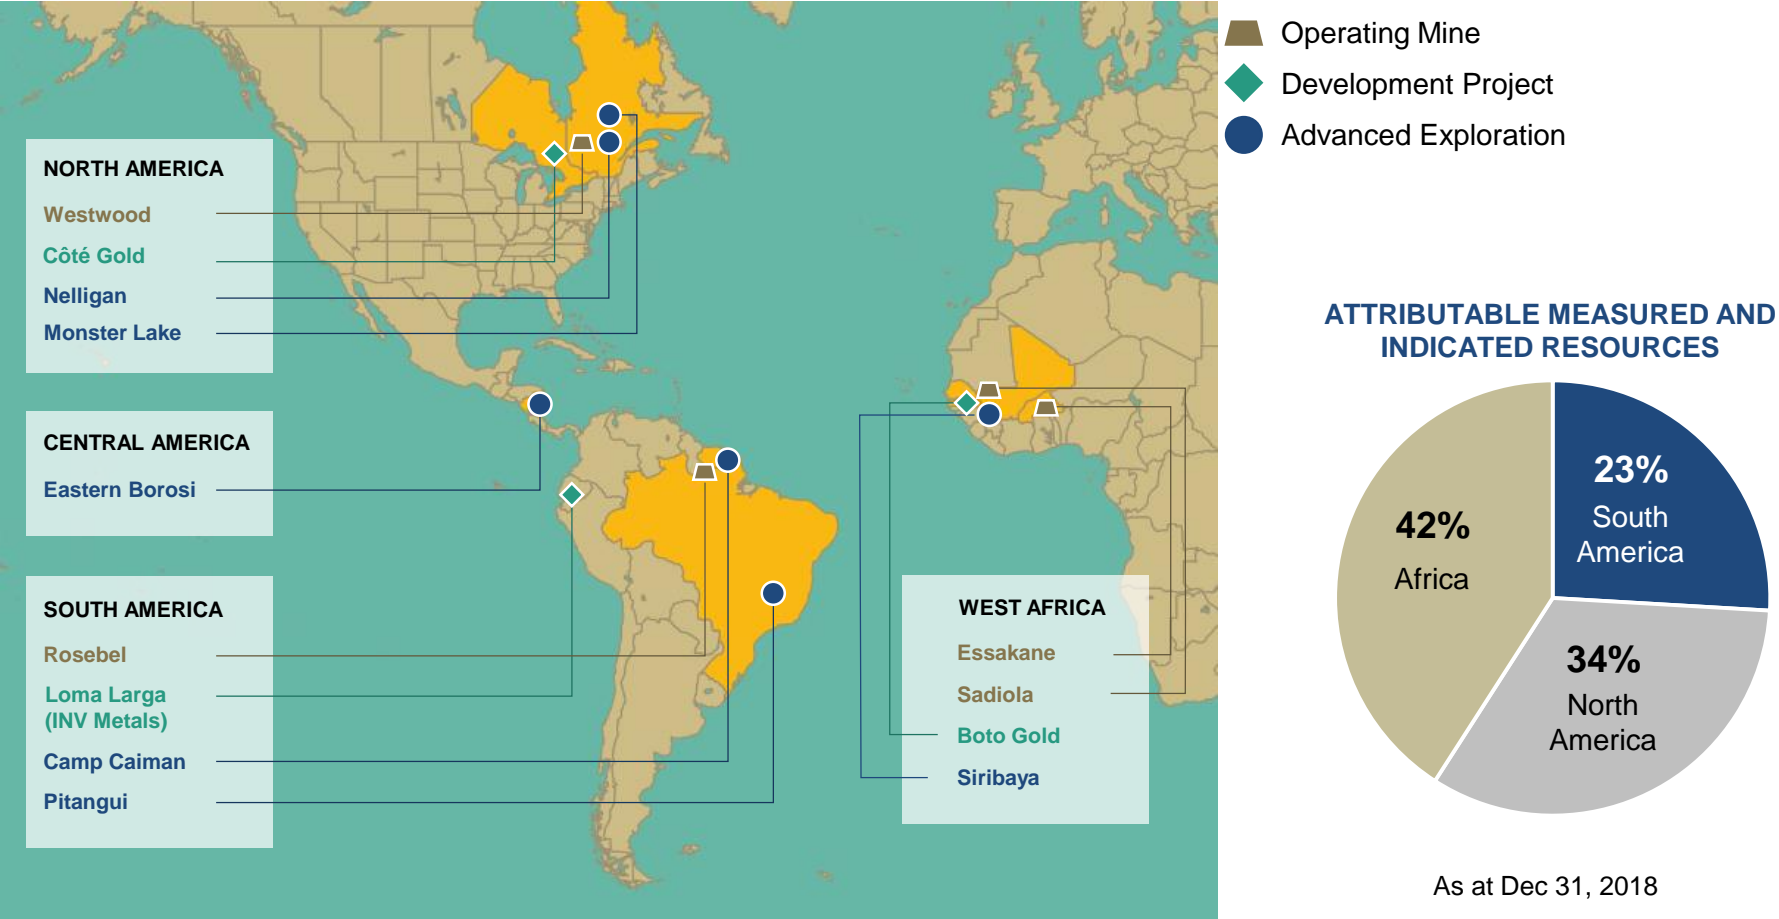 Operating Mine
Development Project
Advanced Exploration
NORTH AMERICA
Westwood
Côté Gold
Nelligan
Monster Lake
CENTRAL AMERICA
Eastern Borosi
SOUTH AMERICA
Rosebel
Loma Larga
(INV Metals)
Camp Caiman
Pitangui
WEST AFRICA
Essakane
Sadiola
Boto Gold
Siribaya
ATTRIBUTABLE MEASURED AND
INDICATED RESOURCES
23%
South
America
42%
Africa
34%
North
America
As at Dec 31, 2018